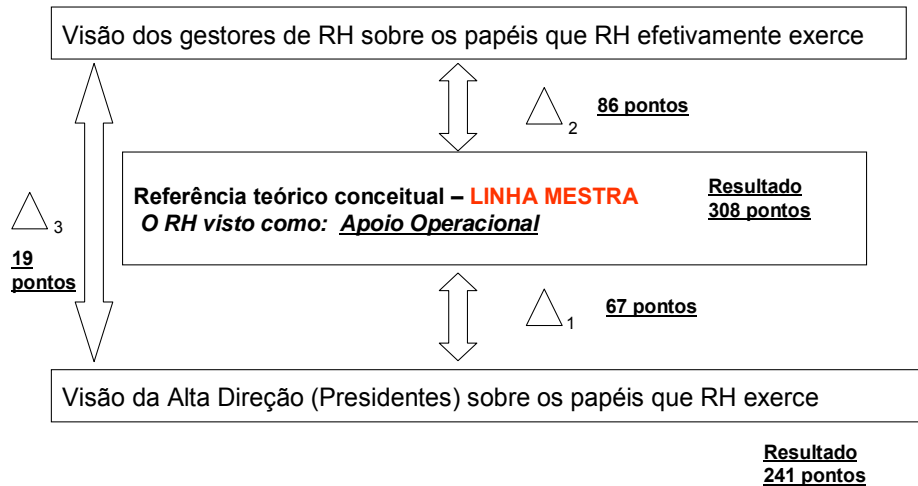 Visão dos gestores de RH sobre os papéis que RH efetivamente exerce
2
86 pontos
Referência teórico conceitual – LINHA MESTRA
O RH visto como: Apoio Operacional
Resultado
308 pontos
3
19
pontos
1
67 pontos
Visão da Alta Direção (Presidentes) sobre os papéis que RH exerce
Resultado
241 pontos